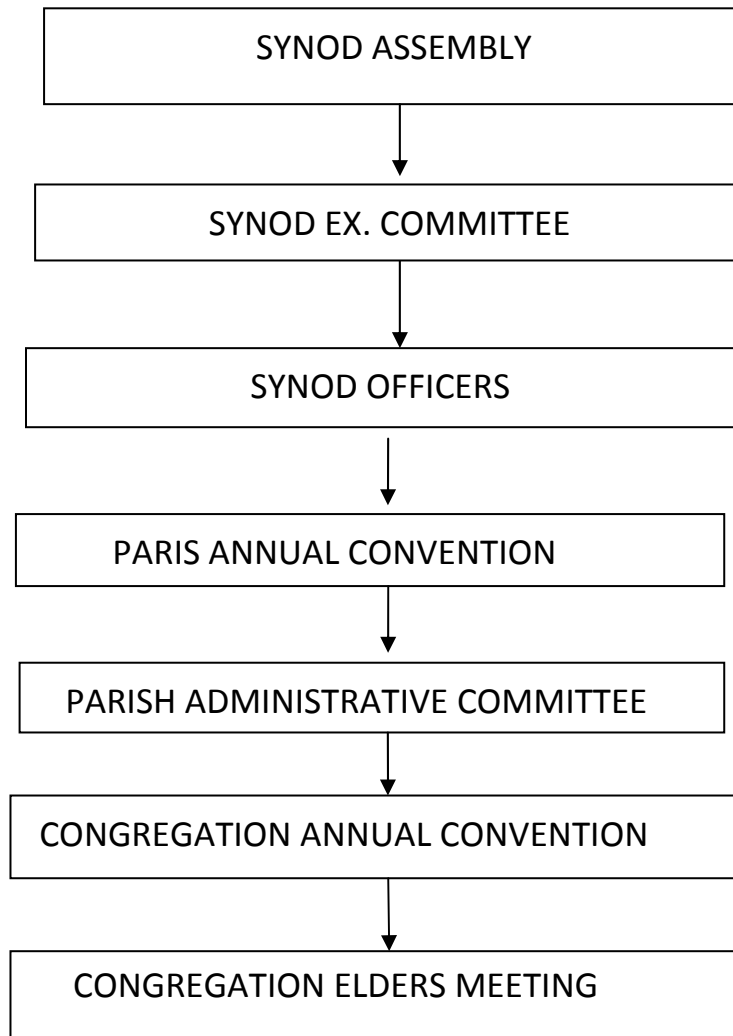 SYNOD ASSEMBLY
SYNOD EX. COMMITTEE
SYNOD OFFICERS
PARIS ANNUAL CONVENTION
PARISH ADMINISTRATIVE COMMITTEE
CONGREGATION ANNUAL CONVENTION
CONGREGATION ELDERS MEETING